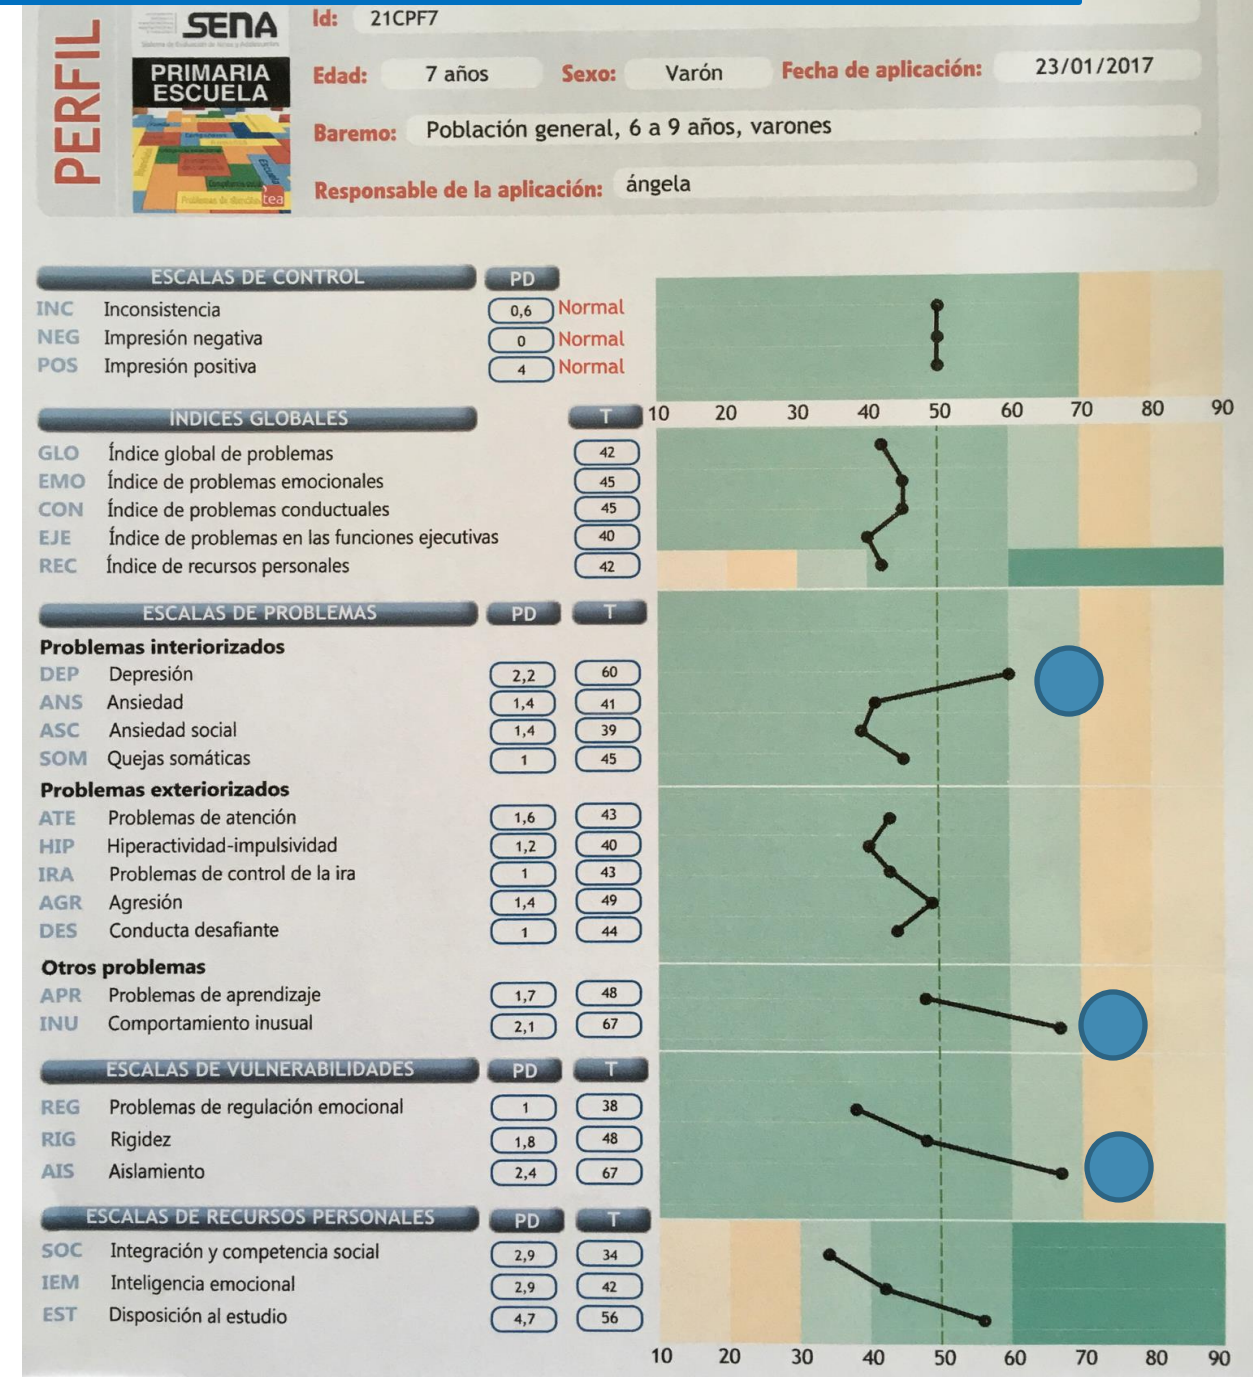 PERFIL
SENA
Sistema de Evaluación de Niños y Adolescentes
PRIMARIA
ESCUELA
tea
Id: 21CPF7
Edad: 7 años Sexo: Varón Fecha de aplicación: 23/01/2017
Baremo: Población general, 6 a 9 años, varones
Responsable de la aplicación: ángela
ESCALAS DE CONTROL PD
INC Inconsistencia 0,6 Normal
NEG Impresión negativa 0 Normal
POS Impresión positiva 4 Normal
ÍNDICES GLOBALES T 10 20 30 40 50 60 70 80 90
GLO Índice global de problemas 42
EMO Índice de problemas emocionales 45
CON Índice de problemas conductuales 45
EJE Índice de problemas en las funciones ejecutivas 40
REC Índice de recursos personales 42
ESCALAS DE PROBLEMAS PD T
Problemas interiorizados
DEP Depresión 2,2 60
ANS Ansiedad 1,4 41
ASC Ansiedad social 1,4 39
SOM Quejas somáticas 1 45
Problemas exteriorizados
ATE Problemas de atención 1,6 43
HIP Hiperactividad-impulsividad 1,2 40
IRA Problemas de control de la ira 1 43
AGR Agresión 1,4 49
DES Conducta desafiante 1 44
Otros problemas
APR Problemas de aprendizaje 1,7 48
INU Comportamiento inusual 2,1 67
ESCALAS DE VULNERABILIDADES PD T
REG Problemas de regulación emocional 1 38
RIG Rigidez 1,8 48
AIS Aislamiento 2,4 67
ESCALAS DE RECURSOS PERSONALES PD T
SOC Integración y competencia social 2,9 34
IEM Inteligencia emocional 2,9 42
EST Disposición al estudio 4,7 56
10 20 30 40 50 60 70 80 90